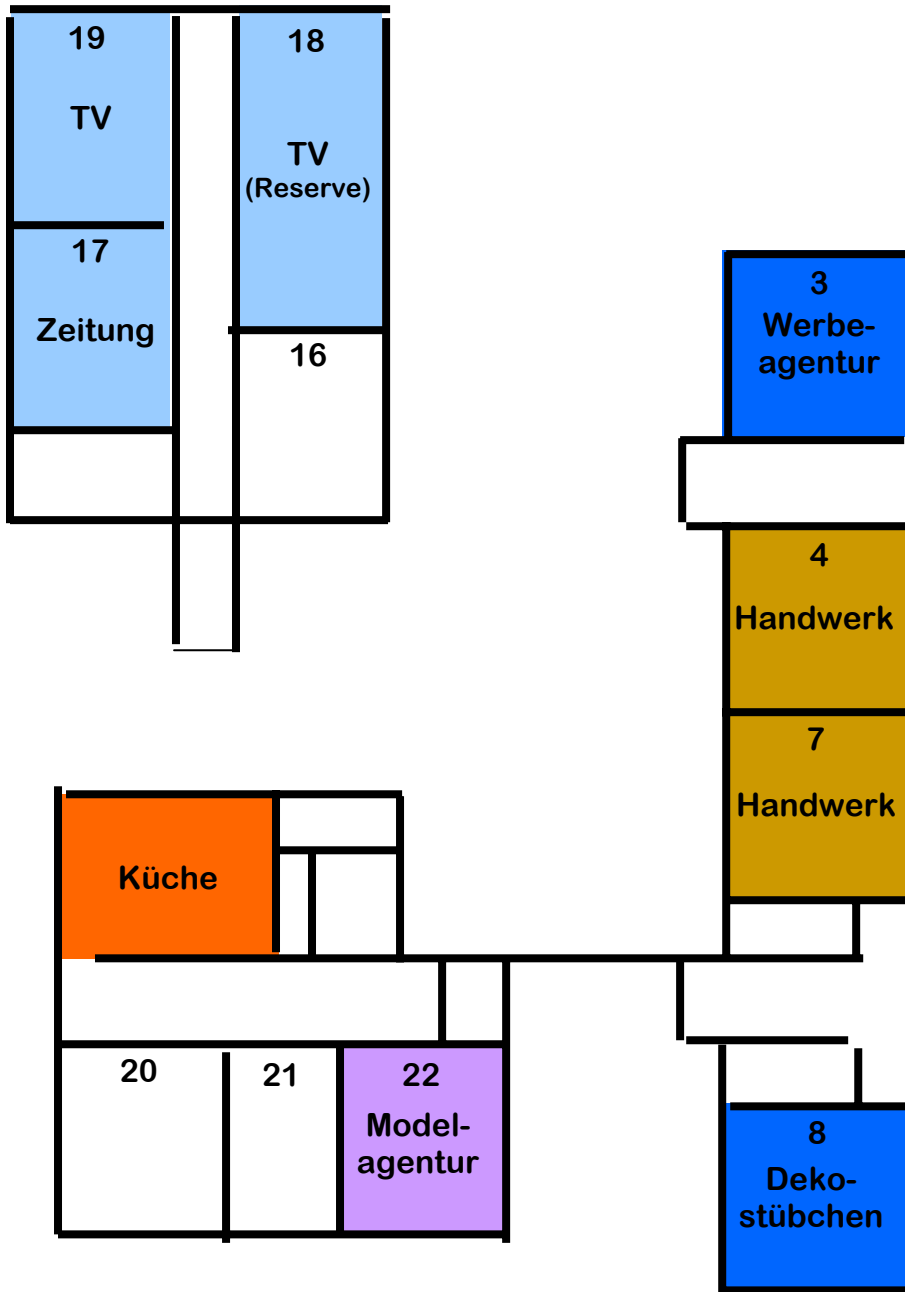 19
TV
18
TV
(Reserve)
17
Zeitung
16
3
Werbe-
agentur
4
Handwerk
7
Handwerk
Küche
20
21
22
Model-
agentur
8
Deko-
stübchen